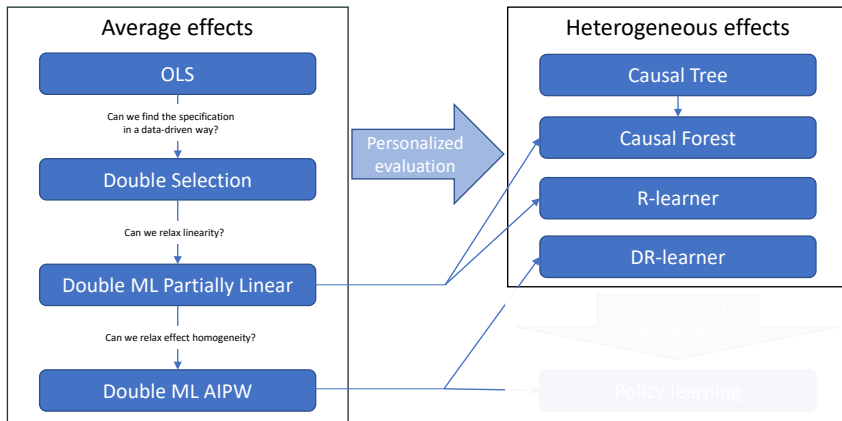 Average effects
OLS
Can we find the specification
in a data-driven way?
Double Selection
Can we relax linearity?
Double ML Partially Linear
Can we relax effect homogeneity?
Double ML AIPW
Personalized
evaluation
Heterogeneous effects
Causal Tree
Causal Forest
R-learner
DR-learner
Personalized
recommendation
Policy learning